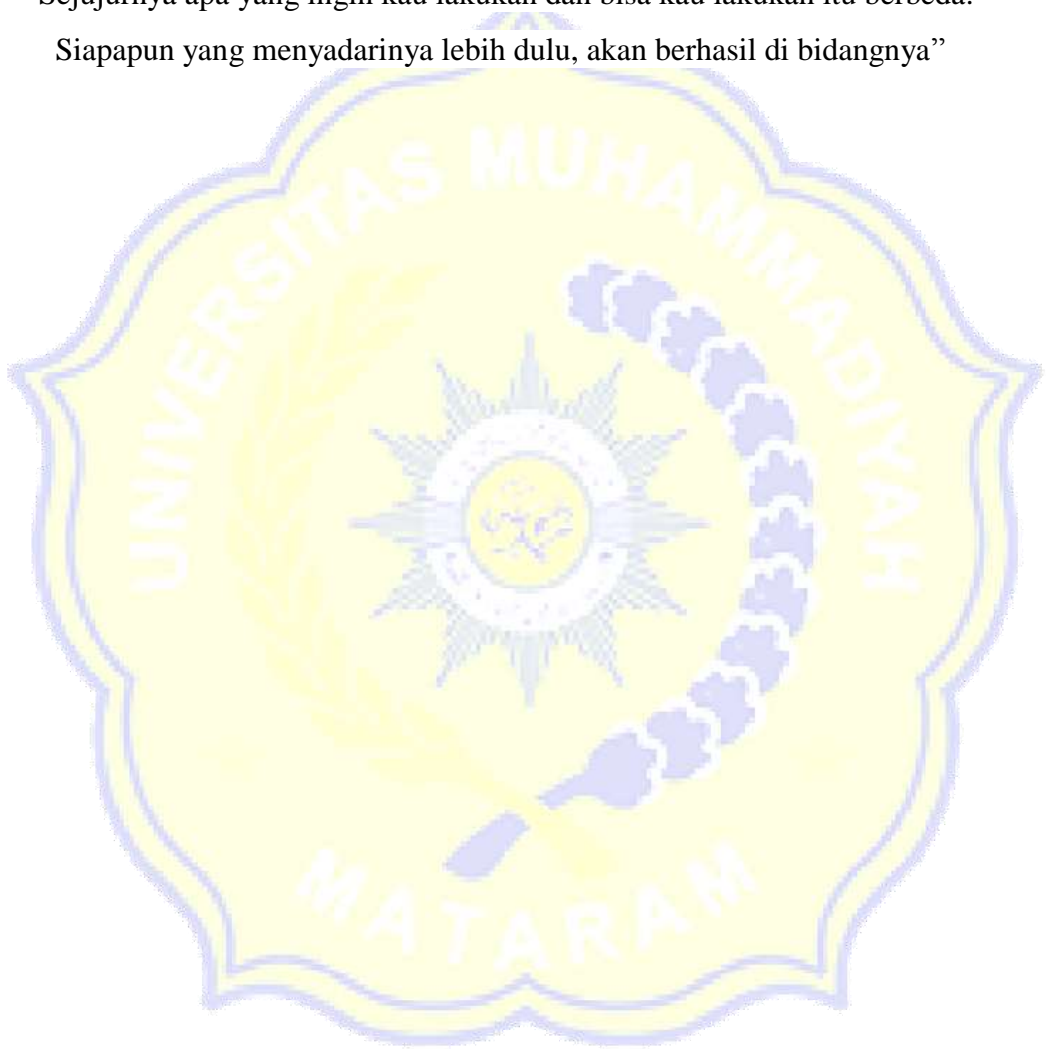 Sejujurnya apa yang ingin kau lakukan dan bisa kau lakukan itu berbeda.
Siapapun yang menyadarinya lebih dulu, akan berhasil di bidangnya”
UNIVERSITAS MUHAMMADIYAH
MATARAM